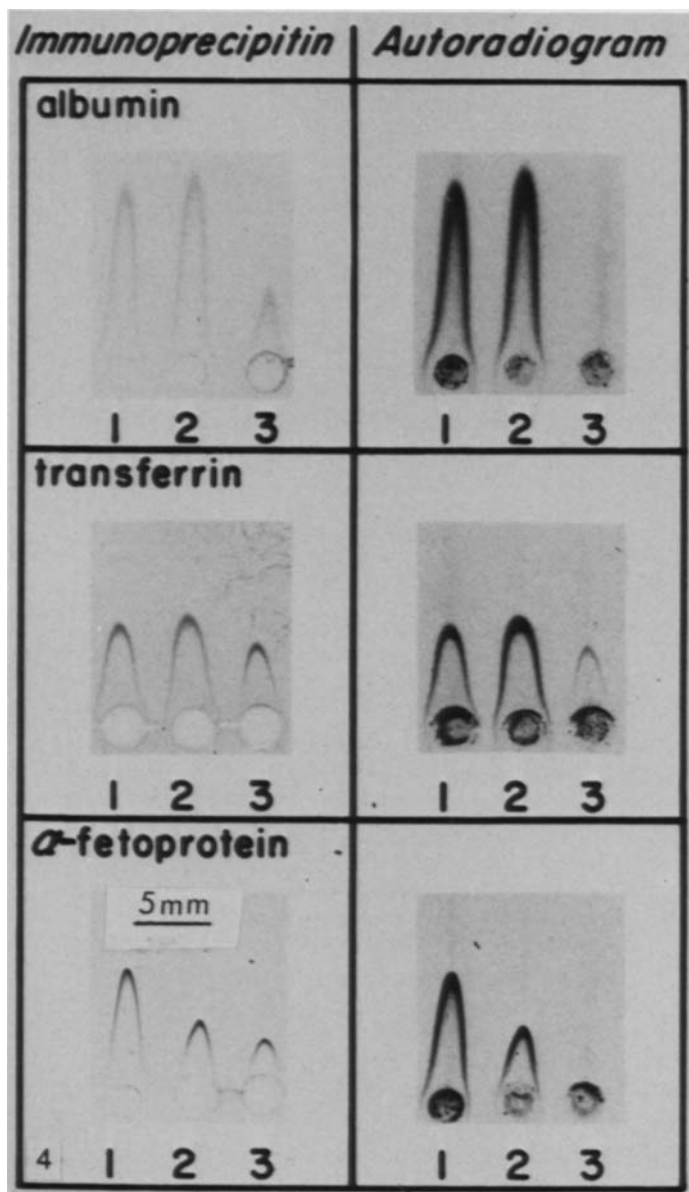 Immunoprecipitin Autoradiogram
albumin
1 2 3 1 2 3
transferrin
1 2 3 1 2 3
α-fetoprotein
5mm
4 1 2 3 1 2 3